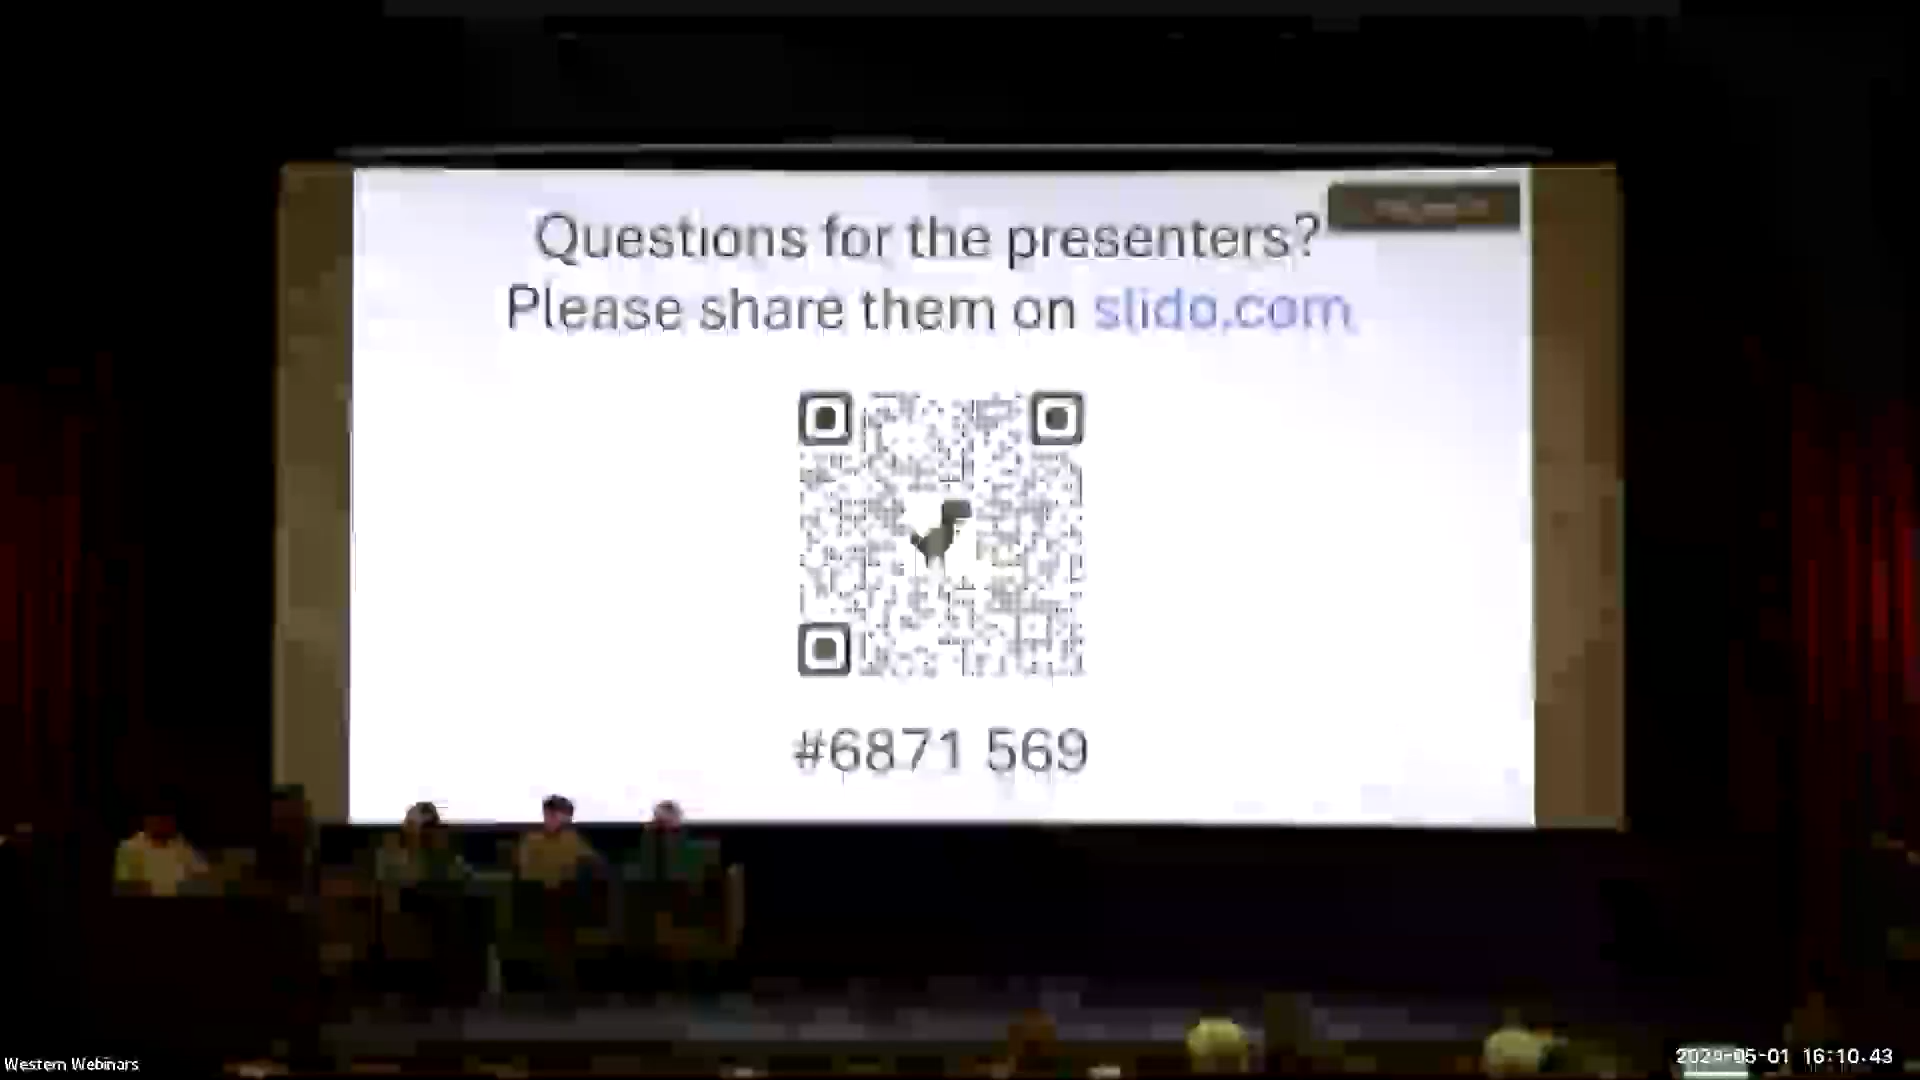 Questions for the presenters?
Please share them on slido.com
#6871 569
Western Webinars
16:10:43